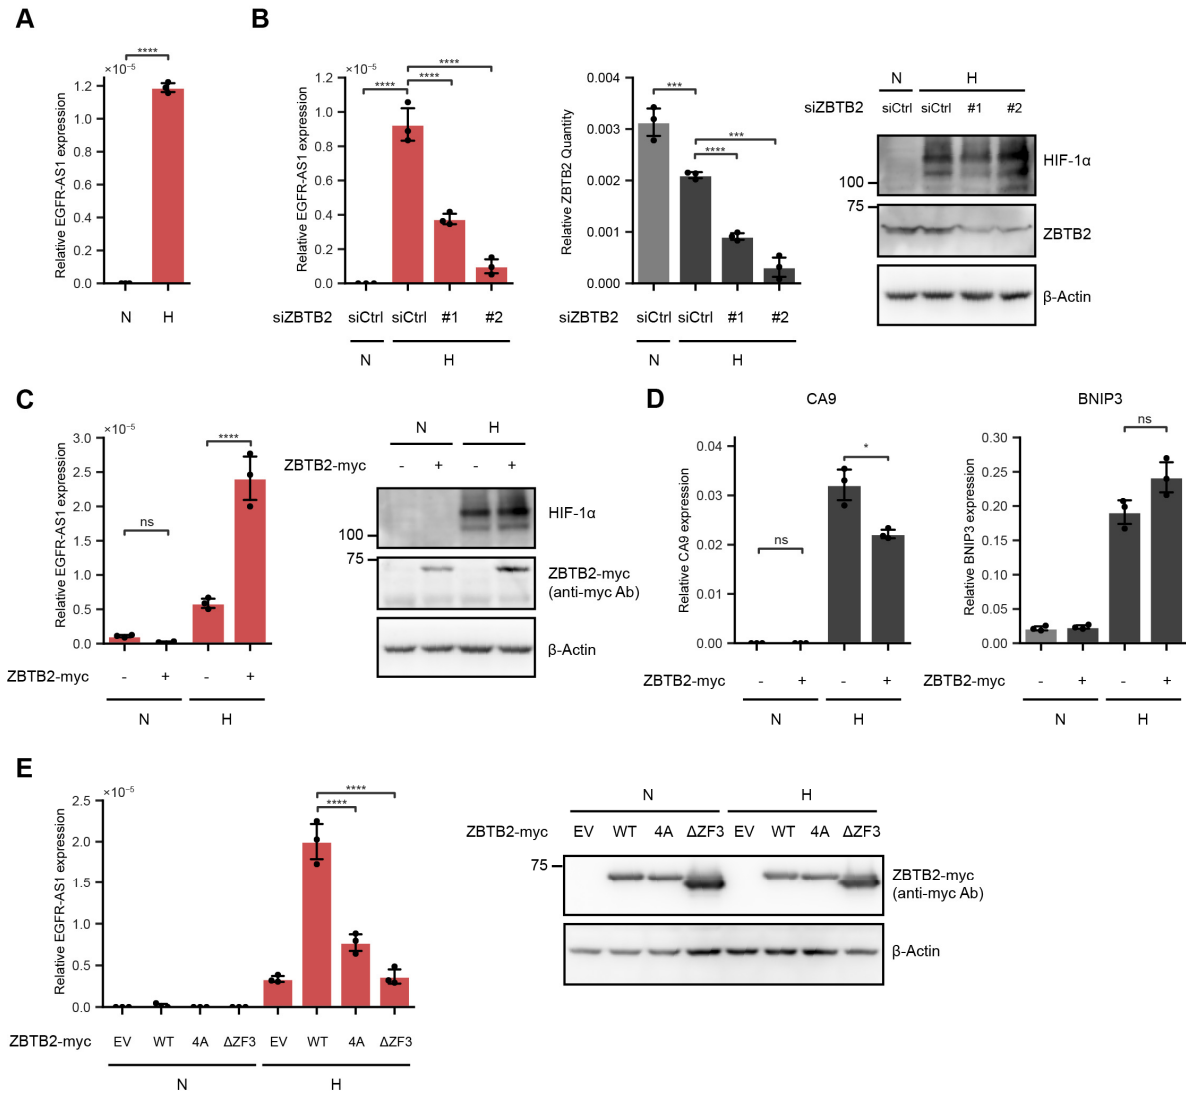 A
Relative EGFR-AS1 expression
×10⁻⁵
1.2
1.0
0.8
0.6
0.4
0.2
0.0
****
N H
B
Relative EGFR-AS1 expression
×10⁻⁵
1.2
1.0
0.8
0.6
0.4
0.2
0.0
****
****
****
siZBTB2 siCtrl siCtrl #1 #2
N H
Relative ZBTB2 Quantity
0.004
0.003
0.002
0.001
0.000
***
***
****
siZBTB2 siCtrl siCtrl #1 #2
N H
N H
siZBTB2 siCtrl siCtrl #1 #2
HIF-1α
100
75
ZBTB2
β-Actin
C
Relative EGFR-AS1 expression
×10⁻⁵
3.0
2.5
2.0
1.5
1.0
0.5
0.0
ns
****
ZBTB2-myc - + - +
N H
N H
ZBTB2-myc - + - +
HIF-1α
100
75
ZBTB2-myc
(anti-myc Ab)
β-Actin
D
CA9
Relative CA9 expression
0.04
0.03
0.02
0.01
0.00
ns
*
ZBTB2-myc - + - +
N H
BNIP3
Relative BNIP3 expression
0.30
0.25
0.20
0.15
0.10
0.05
0.00
ns
ZBTB2-myc - + - +
N H
E
Relative EGFR-AS1 expression
×10⁻⁵
2.5
2.0
1.5
1.0
0.5
0.0
****
****
ZBTB2-myc EV WT 4A ΔZF3 EV WT 4A ΔZF3
N H
N H
ZBTB2-myc EV WT 4A ΔZF3 EV WT 4A ΔZF3
75
ZBTB2-myc
(anti-myc Ab)
β-Actin